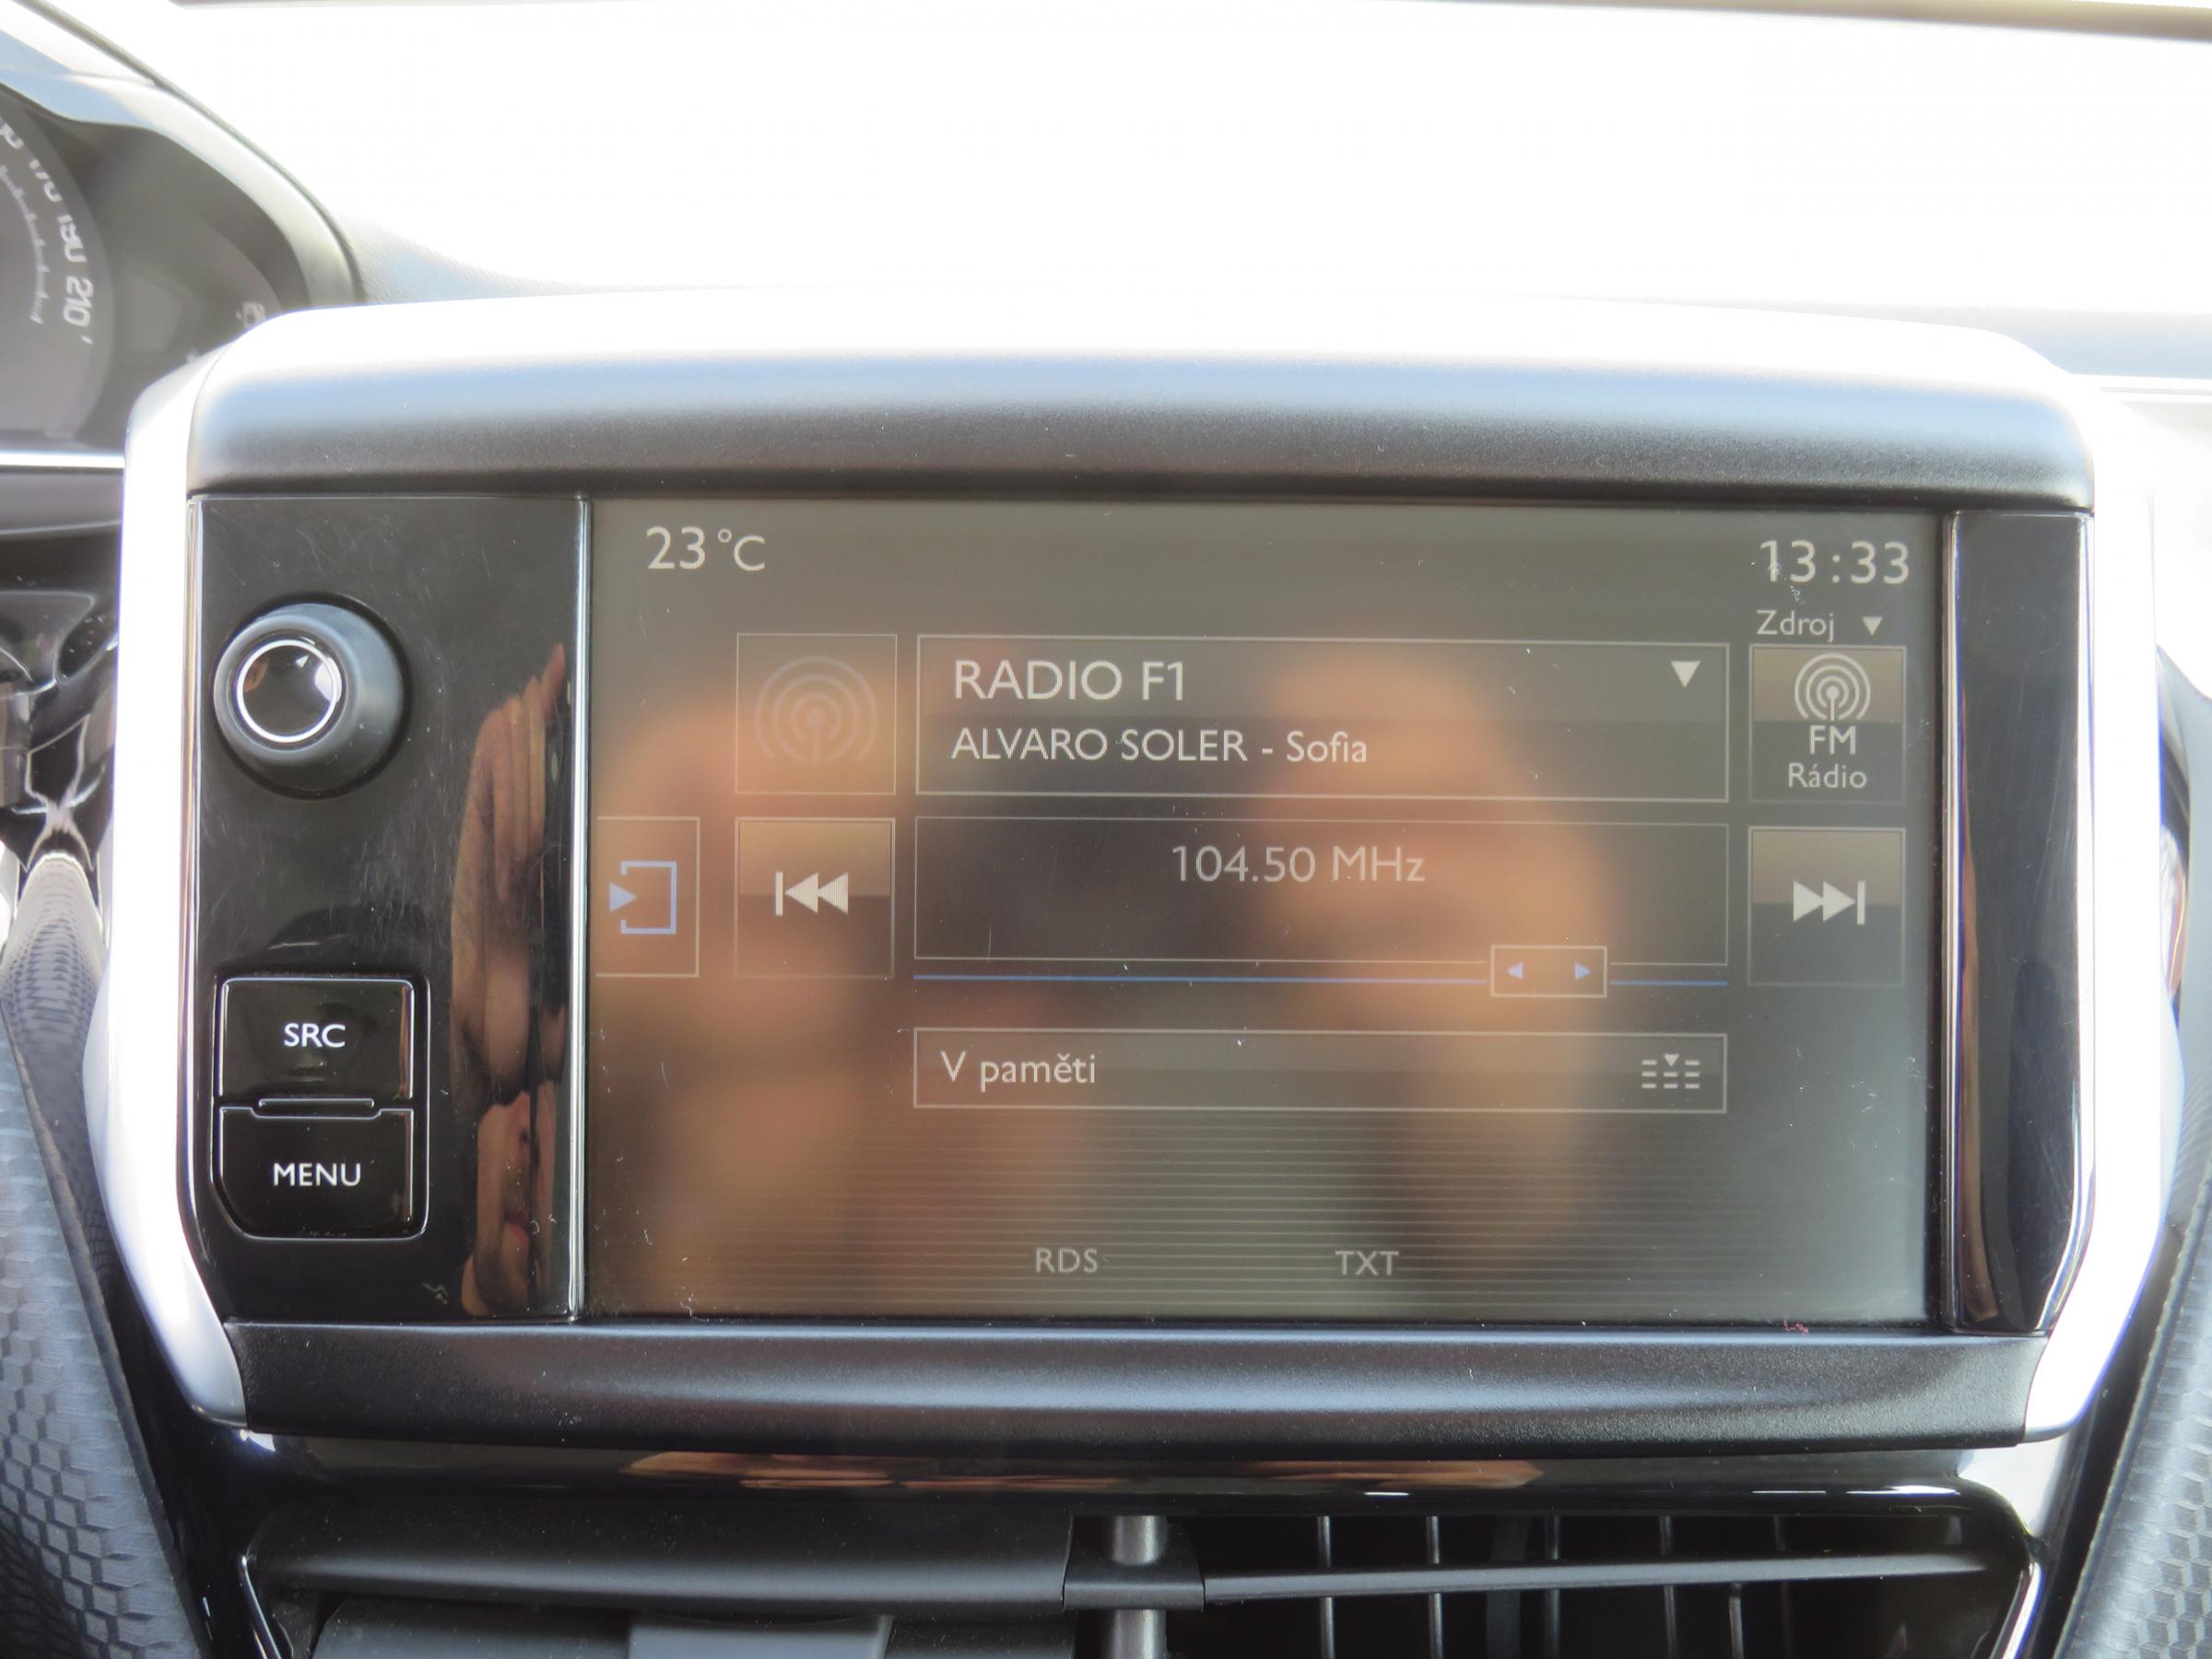 23°C
13:33
Zdroj
RADIO F1
ALVARO SOLER - Sofia
FM
Rádio
104.50 MHz
SRC
V paměti
MENU
RDS
TXT